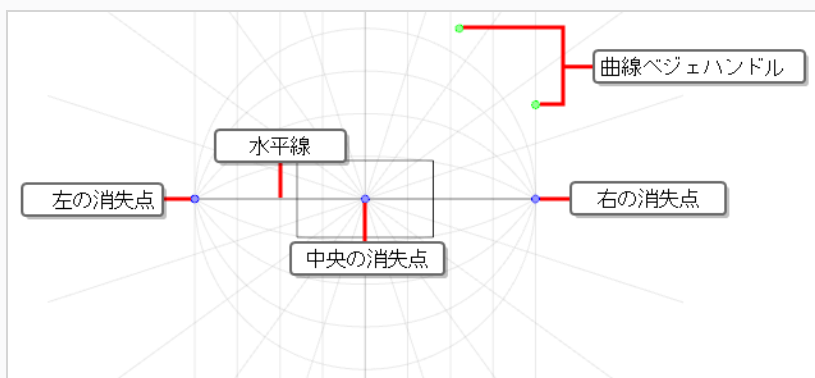 曲線ベジェハンドル
水平線
左の消失点
右の消失点
中央の消失点